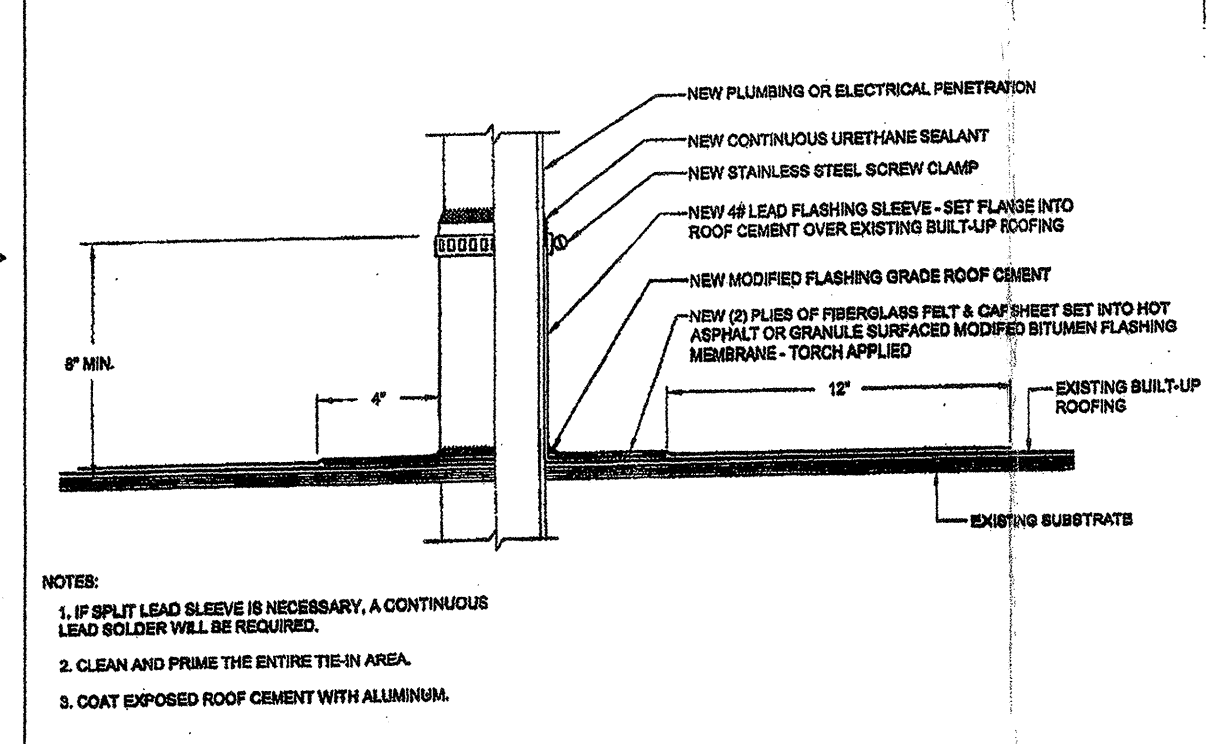 NEW PLUMBING OR ELECTRICAL PENETRATION
NEW CONTINUOUS URETHANE SEALANT
NEW STAINLESS STEEL SCREW CLAMP
NEW 4# LEAD FLASHING SLEEVE - SET FLANGE INTO
ROOF CEMENT OVER EXISTING BUILT-UP ROOFING
NEW MODIFIED FLASHING GRADE ROOF CEMENT
NEW (2) PLIES OF FIBERGLASS FELT & CAP SHEET SET INTO HOT
ASPHALT OR GRANULE SURFACED MODIFED BITUMEN FLASHING
MEMBRANE - TORCH APPLIED
8" MIN.
4"
12"
EXISTING BUILT-UP
ROOFING
EXISTING SUBSTRATE
NOTES:
1. IF SPLIT LEAD SLEEVE IS NECESSARY, A CONTINUOUS
LEAD SOLDER WILL BE REQUIRED.
2. CLEAN AND PRIME THE ENTIRE TIE-IN AREA.
3. COAT EXPOSED ROOF CEMENT WITH ALUMINUM.